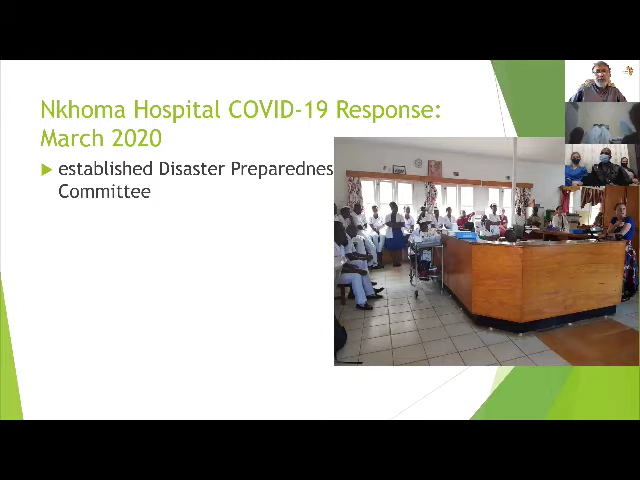 Nkhoma Hospital COVID-19 Response:
March 2020
established Disaster Preparednes
Committee